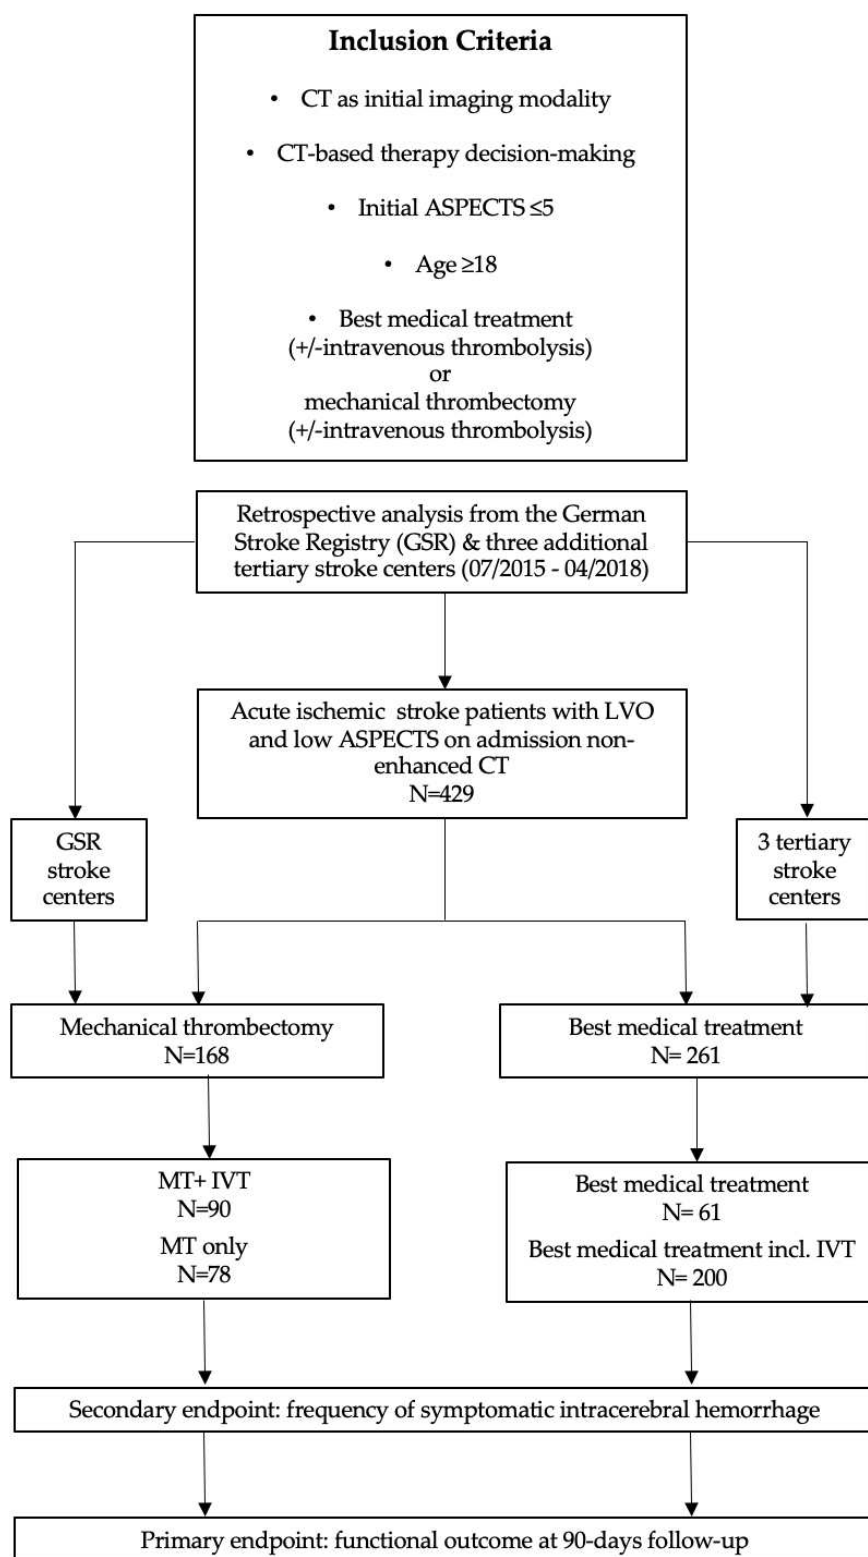 Inclusion Criteria
• CT as initial imaging modality
• CT-based therapy decision-making
• Initial ASPECTS ≤5
• Age ≥18
• Best medical treatment
(+/-intravenous thrombolysis)
or
mechanical thrombectomy
(+/-intravenous thrombolysis)
Retrospective analysis from the German
Stroke Registry (GSR) & three additional
tertiary stroke centers (07/2015 - 04/2018)
Acute ischemic stroke patients with LVO
and low ASPECTS on admission non-
enhanced CT
N=429
GSR
stroke
centers
3 tertiary
stroke
centers
Mechanical thrombectomy
N=168
Best medical treatment
N= 261
MT+ IVT
N=90
MT only
N=78
Best medical treatment
N= 61
Best medical treatment incl. IVT
N= 200
Secondary endpoint: frequency of symptomatic intracerebral hemorrhage
Primary endpoint: functional outcome at 90-days follow-up